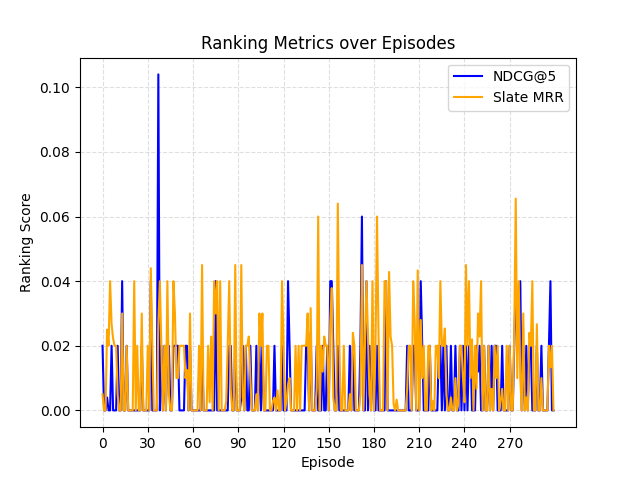 Ranking Metrics over Episodes
NDCG@5
Slate MRR
Ranking Score
0.10
0.08
0.06
0.04
0.02
0.00
0 30 60 90 120 150 180 210 240 270
Episode